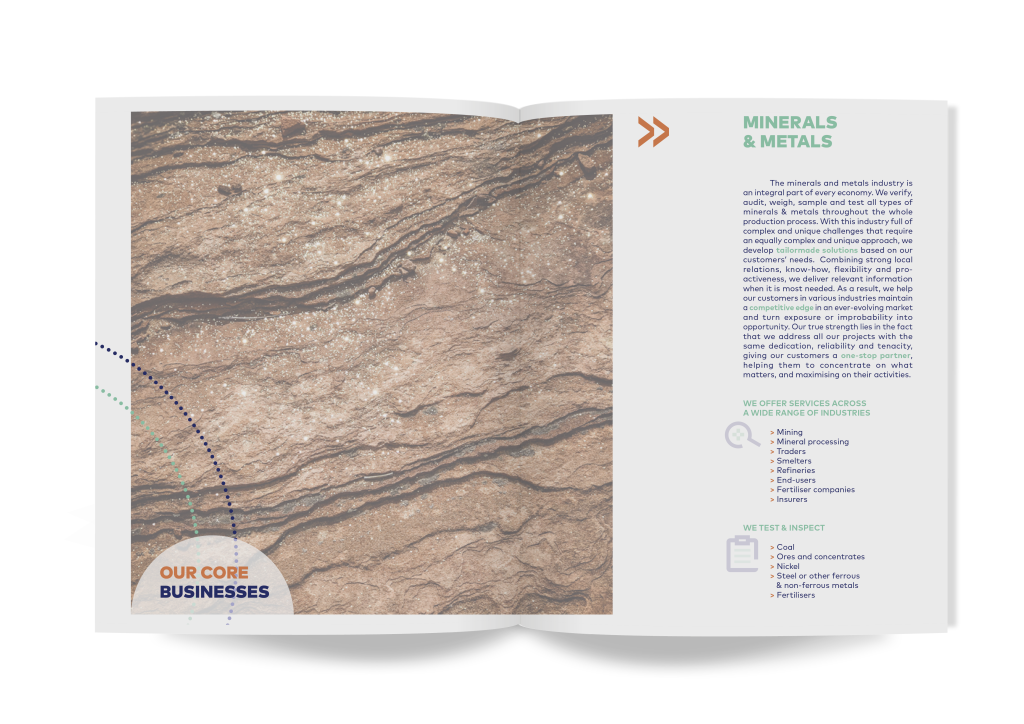 OUR CORE
BUSINESSES
MINERALS
& METALS
The minerals and metals industry is
an integral part of every economy. We verify,
audit, weigh, sample and test all types of
minerals & metals throughout the whole
production process. With this industry full of
complex and unique challenges that require
an equally complex and unique approach, we
develop tailormade solutions based on our
customers' needs. Combining strong local
relations, know-how, flexibility and pro-
activeness, we deliver relevant information
when it is most needed. As a result, we help
our customers in various industries maintain
a competitive edge in an ever-evolving market
and turn exposure or improbability into
opportunity. Our true strength lies in the fact
that we address all our projects with the
same dedication, reliability and tenacity,
giving our customers a one-stop partner,
helping them to concentrate on what
matters, and maximising on their activities.
WE OFFER SERVICES ACROSS
A WIDE RANGE OF INDUSTRIES
> Mining
> Mineral processing
> Traders
> Smelters
> Refineries
> End-users
> Fertiliser companies
> Insurers
WE TEST & INSPECT
> Coal
> Ores and concentrates
> Nickel
> Steel or other ferrous
& non-ferrous metals
> Fertilisers